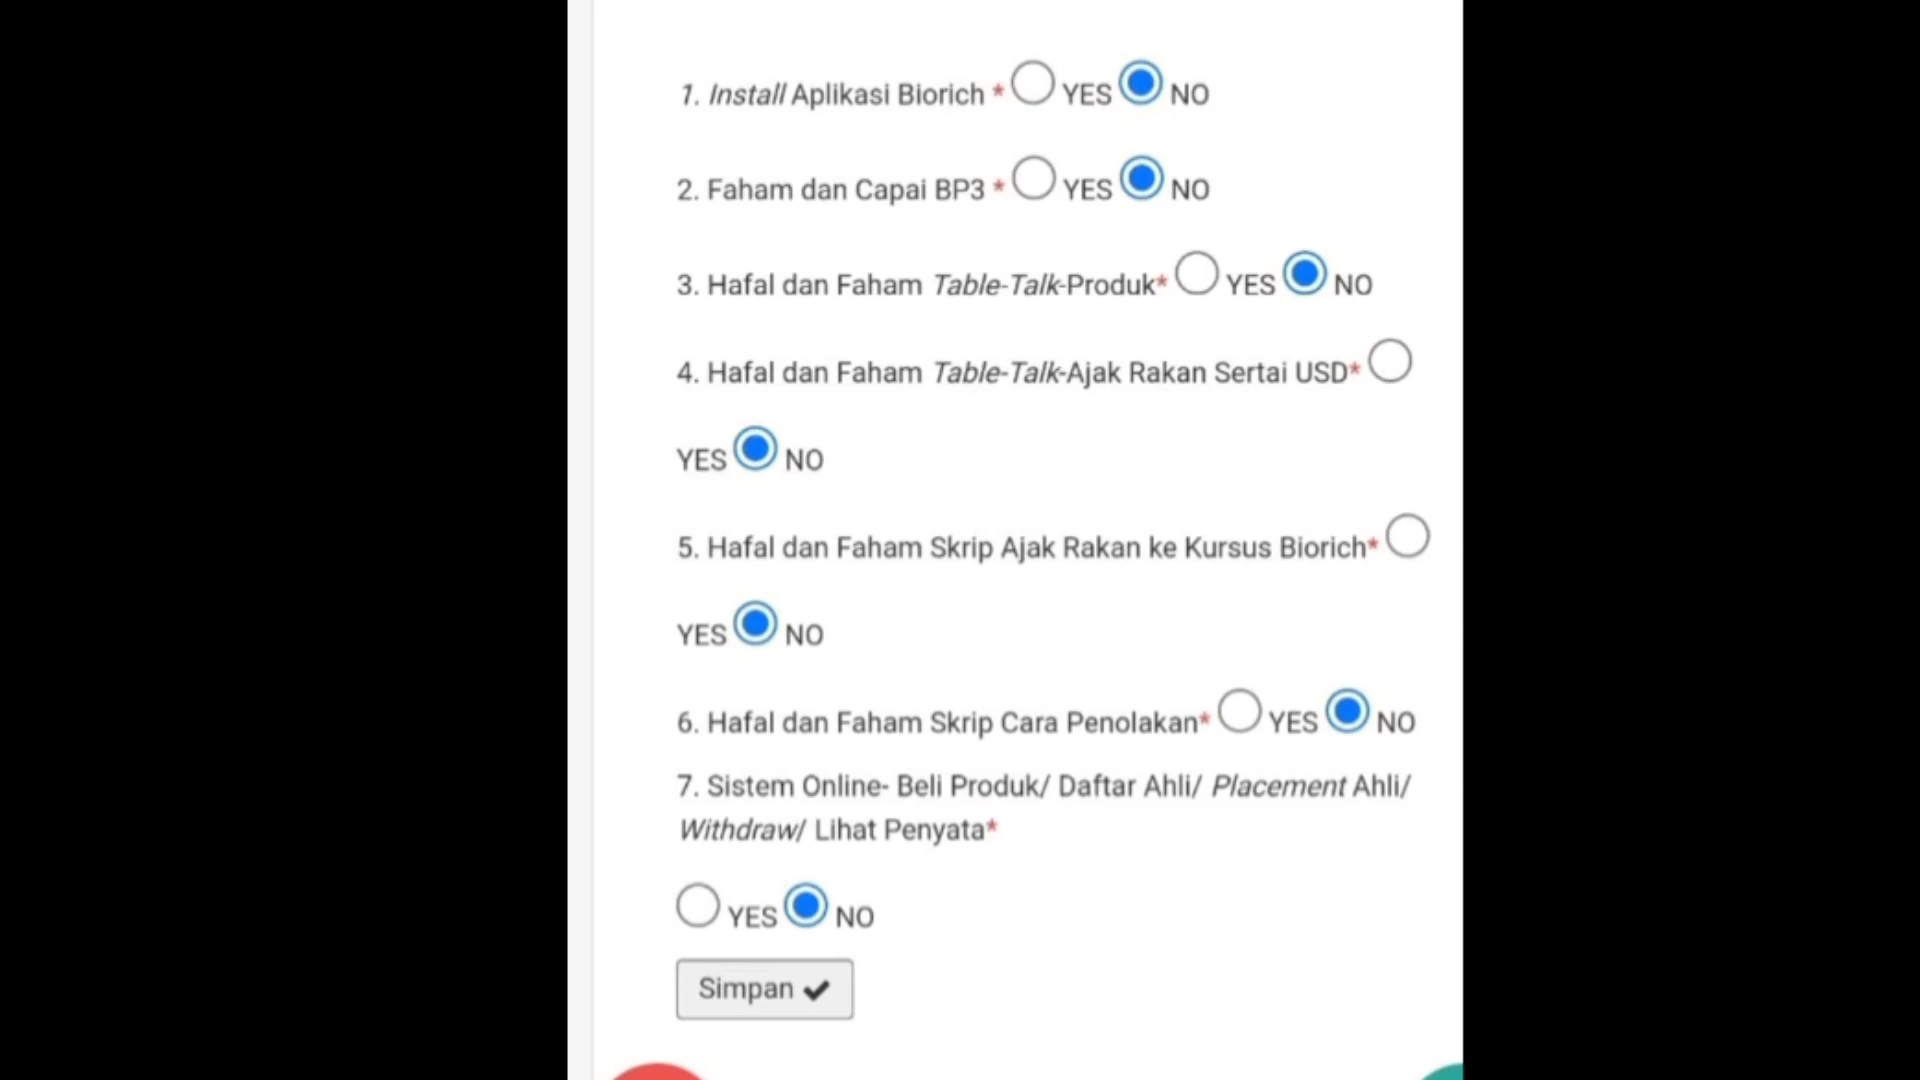 1. Install Aplikasi Biorich * YES NO
2. Faham dan Capai BP3 * YES NO
3. Hafal dan Faham Table-Talk-Produk* YES NO
4. Hafal dan Faham Table-Talk-Ajak Rakan Sertai USD*
YES NO
5. Hafal dan Faham Skrip Ajak Rakan ke Kursus Biorich*
YES NO
6. Hafal dan Faham Skrip Cara Penolakan* YES NO
7. Sistem Online- Beli Produk/ Daftar Ahli/ Placement Ahli/
Withdraw/ Lihat Penyata*
YES NO
Simpan